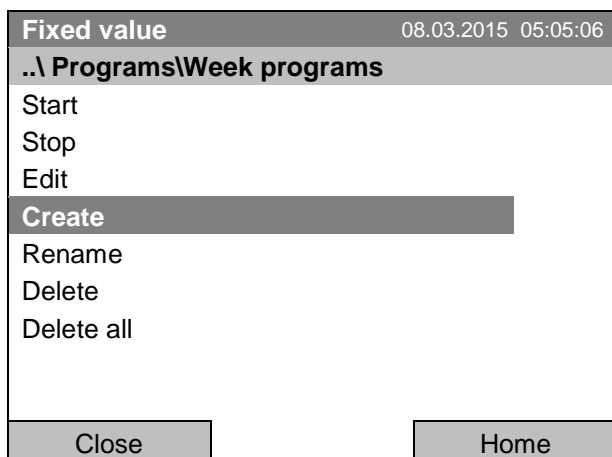 Fixed value 08.03.2015 05:05:06
..\ Programs\Week programs
Start
Stop
Edit
Create
Rename
Delete
Delete all
Close Home